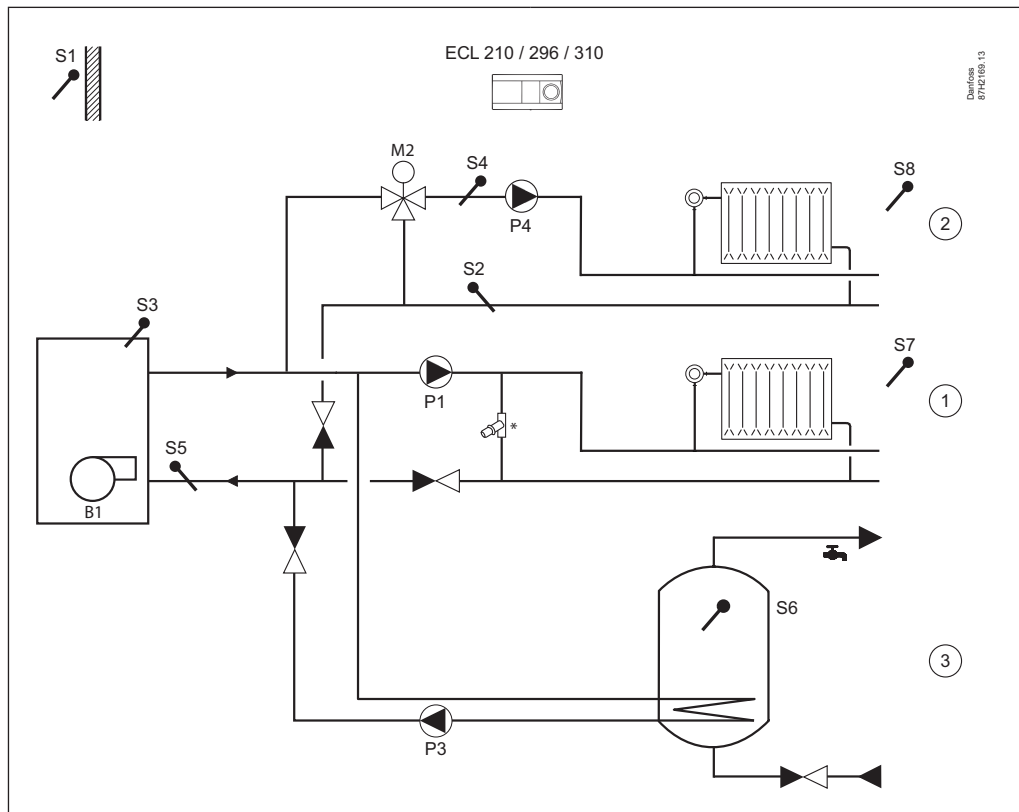 S1
ECL 210 / 296 / 310
Danfoss
87H2169.13
M2
S4
S8
P4
2
S2
S3
S7
P1
*
1
S5
B1
S6
3
P3